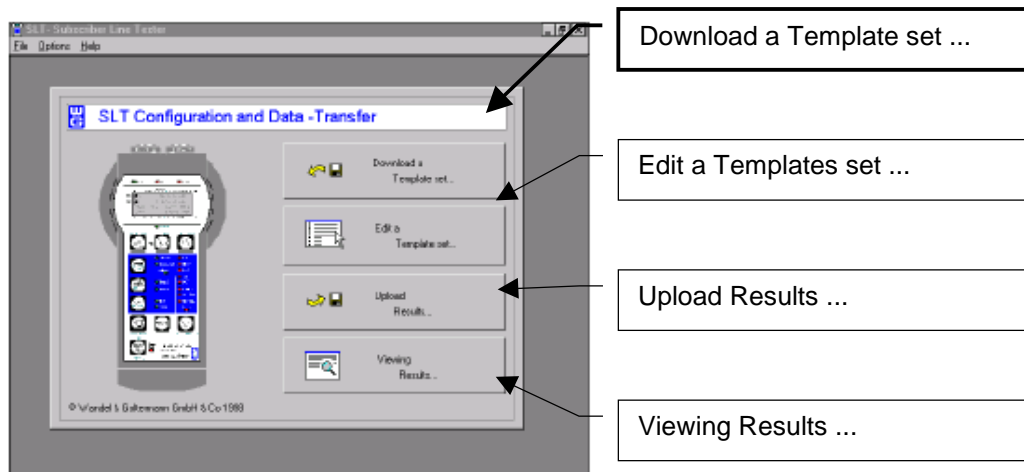 SLT - Subscriber Line Tester
File Options Help
SLT Configuration and Data -Transfer
Download a
Template set...
Edit a
Template set...
Upload
Results...
Viewing
Results...
© Wandel & Goltermann GmbH & Co 1998
Download a Template set ...
Edit a Templates set ...
Upload Results ...
Viewing Results ...